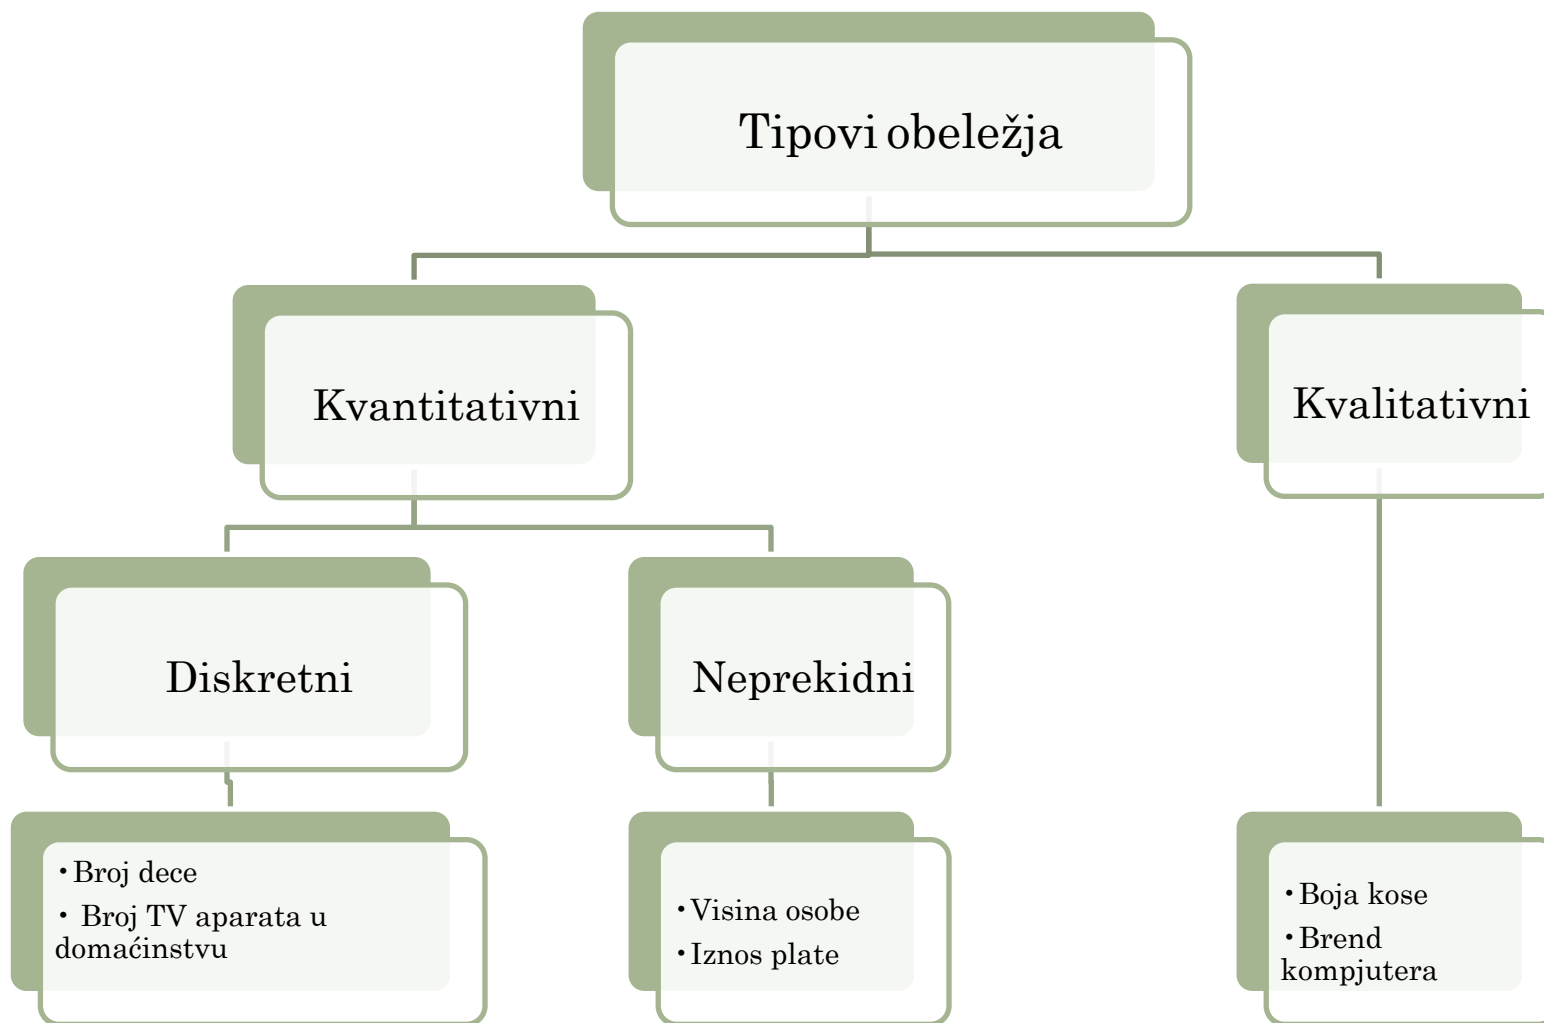 Tipovi obeležja
Kvantitativni
Kvalitativni
Diskretni
Neprekidni
• Broj dece
• Broj TV aparata u
domaćinstvu
• Visina osobe
• Iznos plate
• Boja kose
• Brend
kompjutera